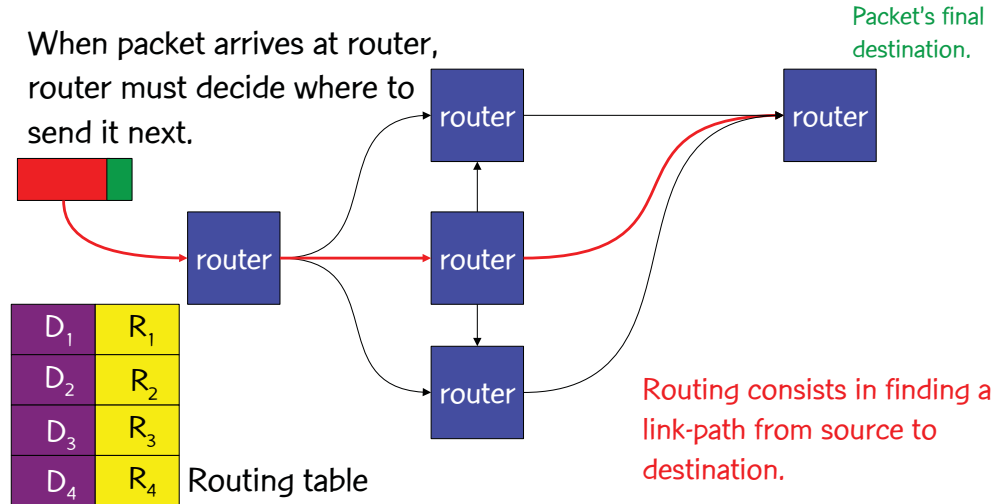 Packet's final
destination.
When packet arrives at router,
router must decide where to
send it next.
router
router
router
router
router
D₁ R₁
D₂ R₂
D₃ R₃
D₄ R₄
Routing table
Routing consists in finding a
link-path from source to
destination.